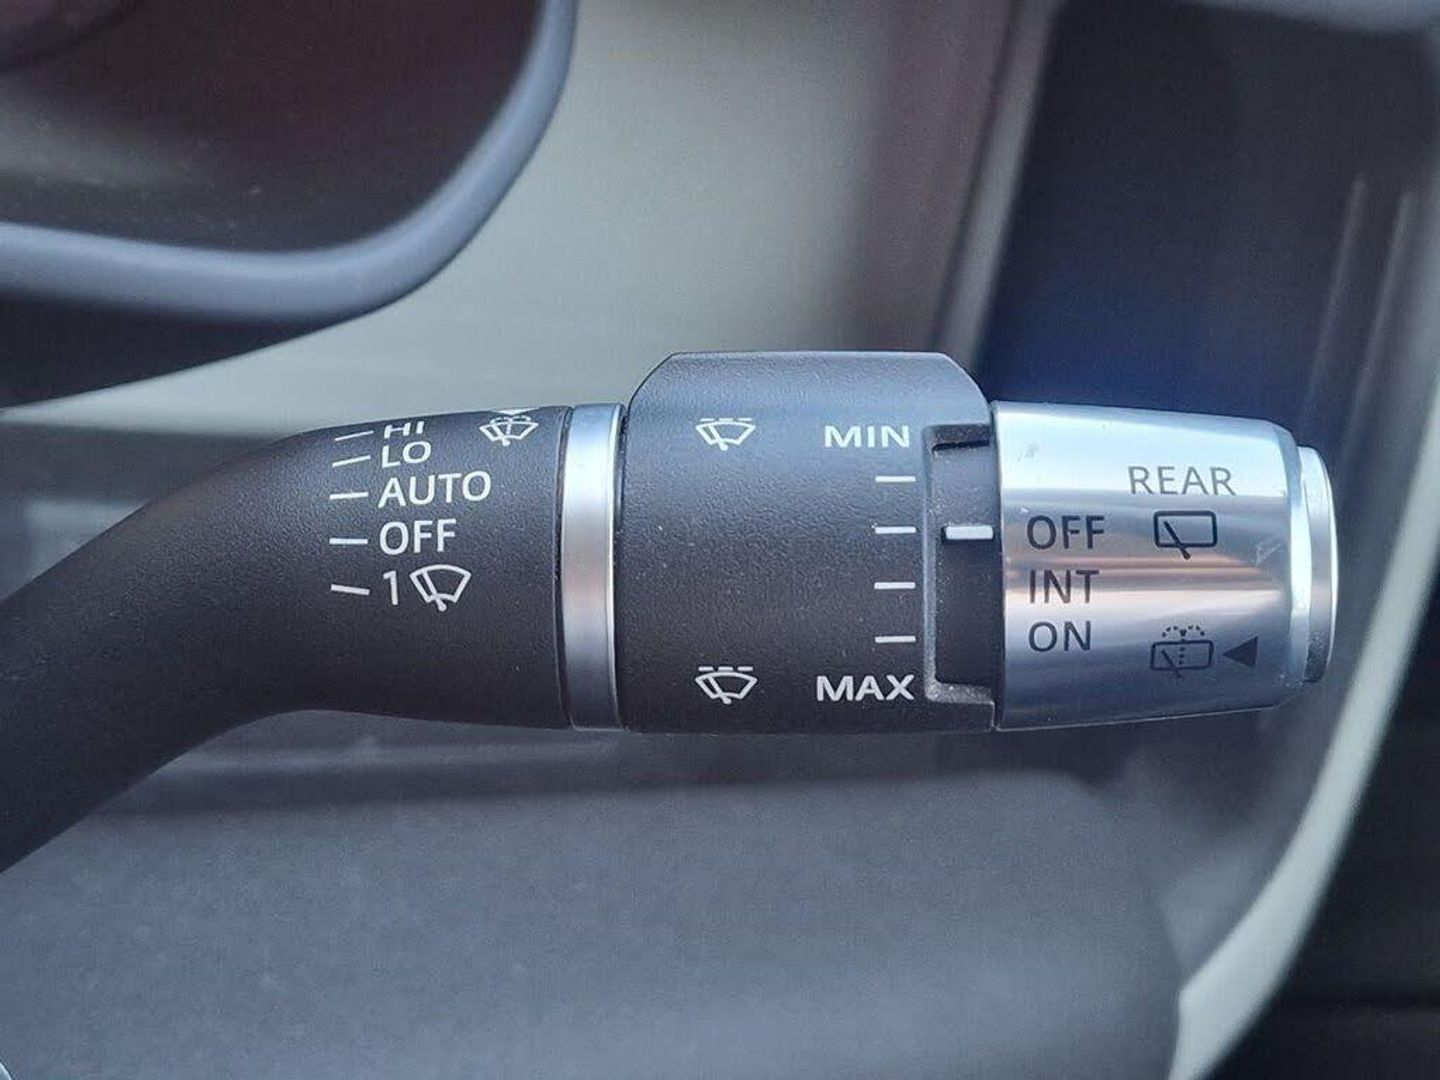 HI
LO
AUTO
OFF
1
MIN
MAX
REAR
OFF
INT
ON